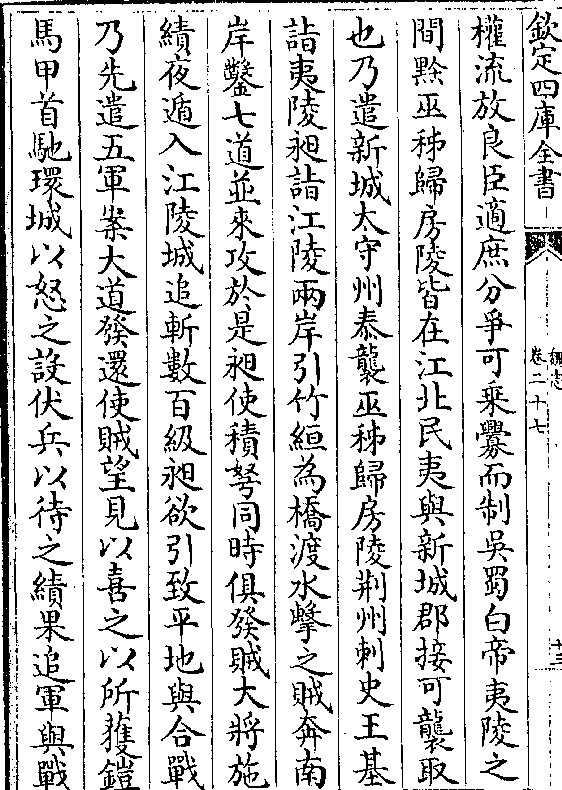 欽定四庫全書
魏志
卷二十七
十三
權流放良臣適庶分爭可乗釁而制吳蜀白帝夷陵之
間黔巫秭歸房陵皆在江北民夷與新城郡接可襲取
也乃遣新城太守州泰襲巫秭歸房陵荆州刺史王基
詣夷陵昶詣江陵兩岸引竹絙為橋渡水擊之賊奔南
岸鑿七道並來攻於是昶使積弩同時俱發賊大將施
績夜遁入江陵城追斬數百級昶欲引致平地與合戰
乃先遣五軍案大道發還使賊望見以喜之以所獲鎧
馬甲首馳環城以怒之設伏兵以待之績果追軍與戰